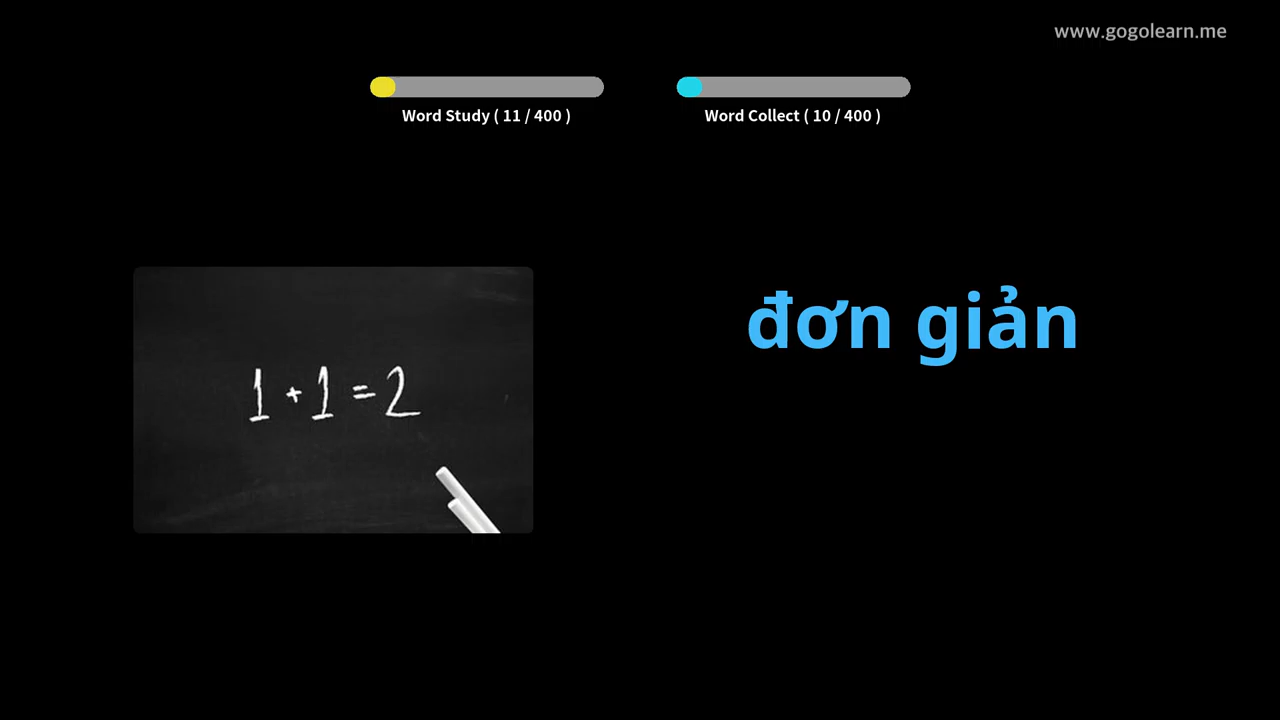 www.gogolearn.me
Word Study ( 11 / 400 )
Word Collect ( 10 / 400 )
đơn giản
1 + 1 = 2